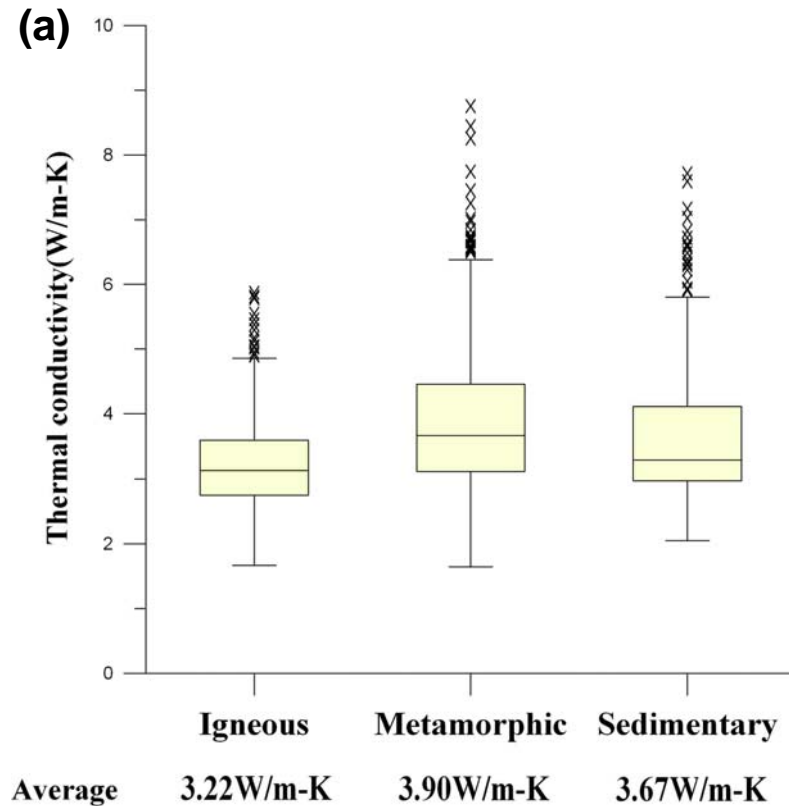 (a)
10
8
6
4
2
0
Thermal conductivity(W/m-K)
Igneous Metamorphic Sedimentary
Average 3.22W/m-K 3.90W/m-K 3.67W/m-K